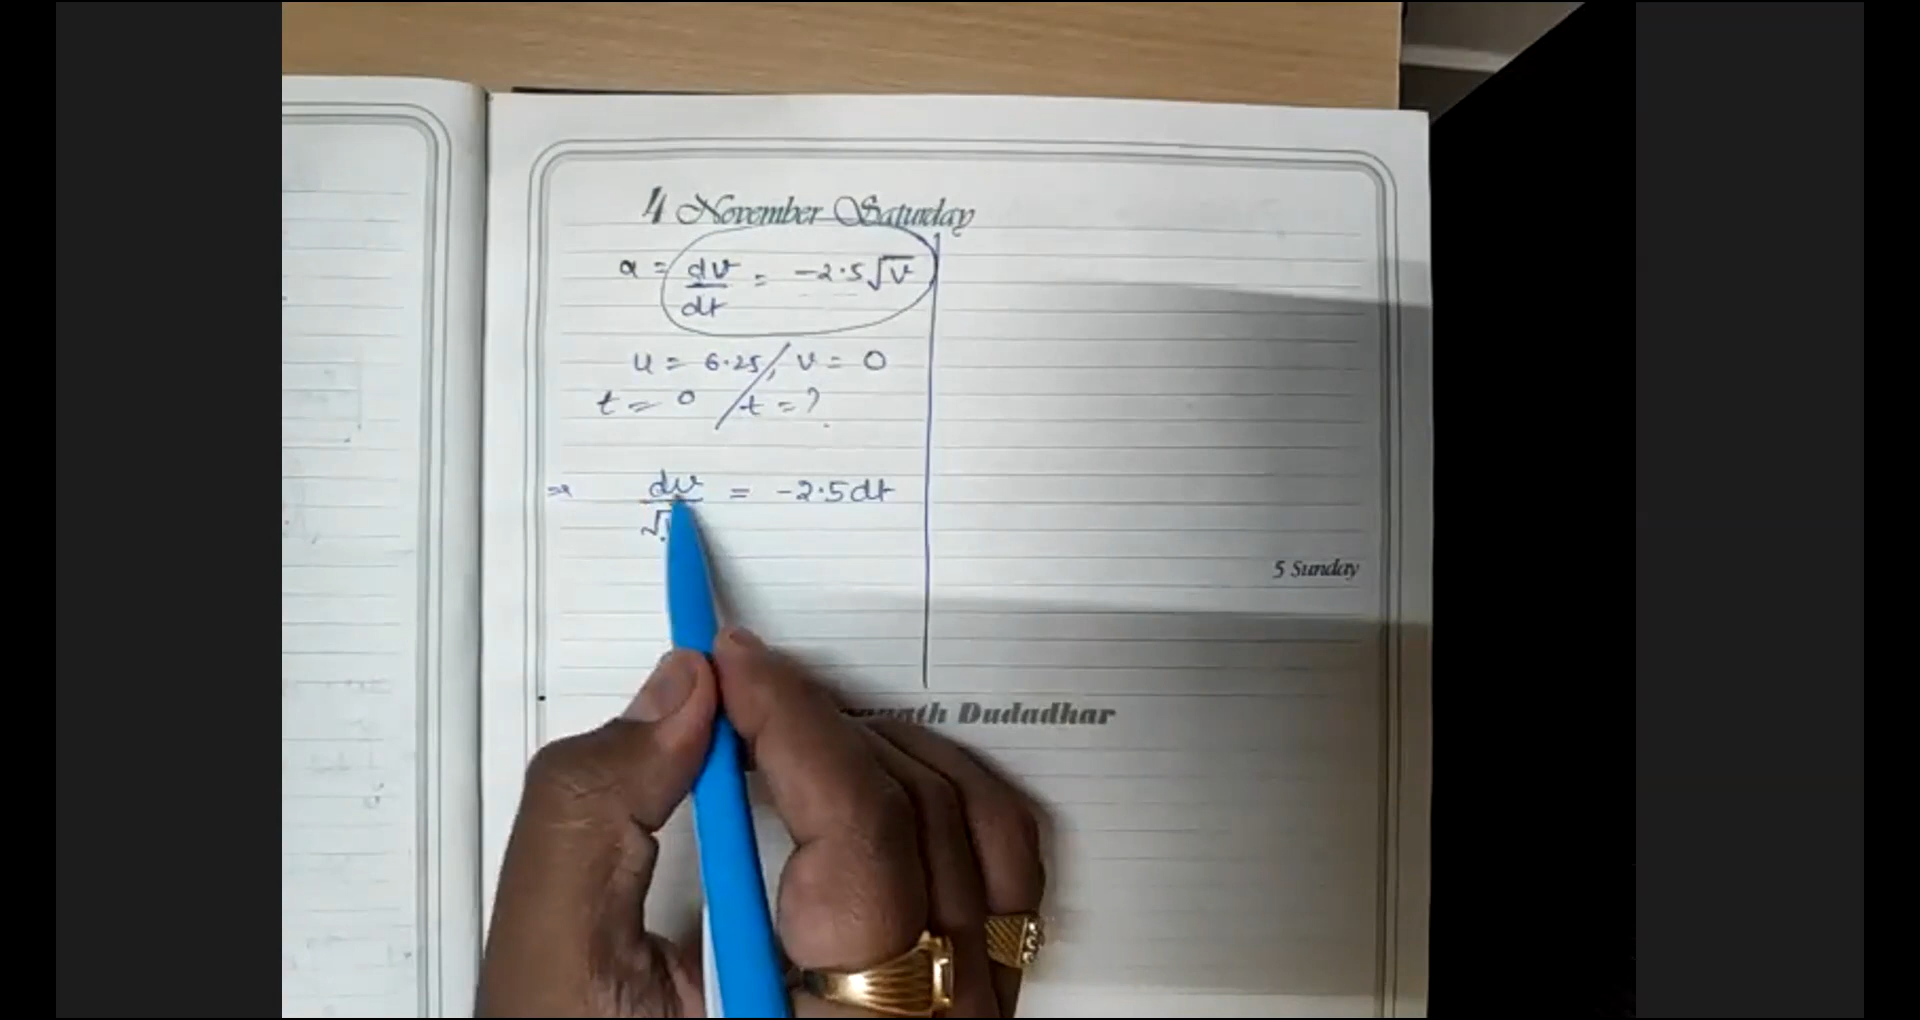 4 November Saturday
a = dv/dt = -2.5√v
u = 6.25, v = 0
t = 0 / t = ?
⇒ dv/√v = -2.5dt
5 Sunday
Dudadhar